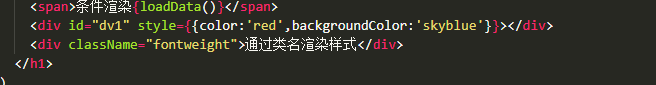 <span>条件渲染{loadData()}</span>
<div id="dv1" style={{color:'red',backgroundColor:'skyblue'}}></div>
<div className="fontweight">通过类名渲染样式</div>
</h1>
)